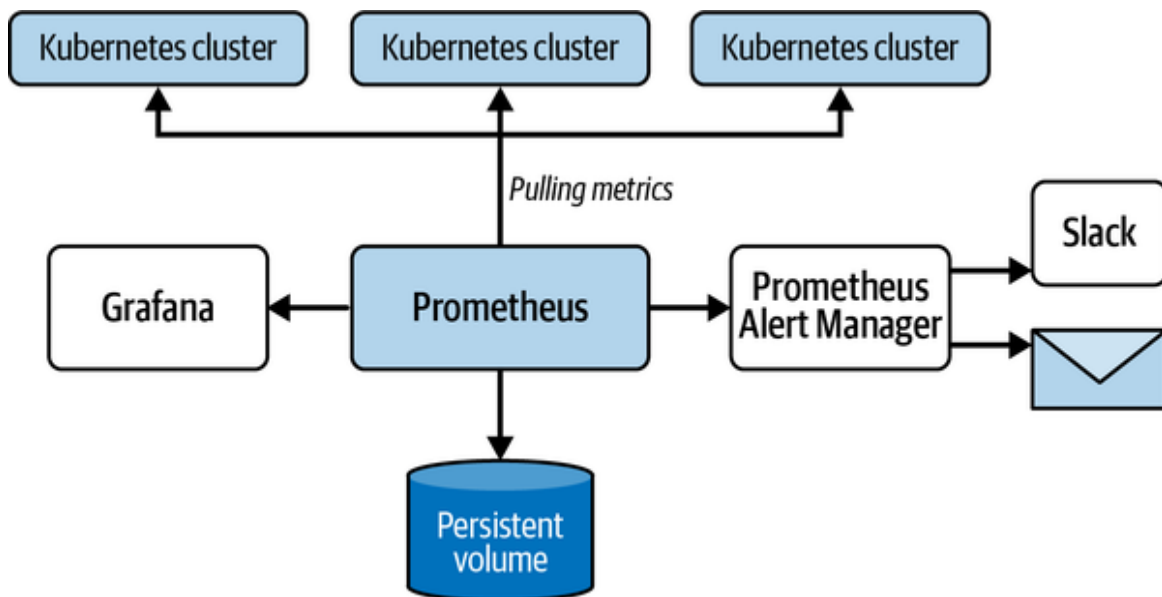 Kubernetes cluster
Kubernetes cluster
Kubernetes cluster
Pulling metrics
Grafana
Prometheus
Prometheus
Alert Manager
Slack
Persistent
volume